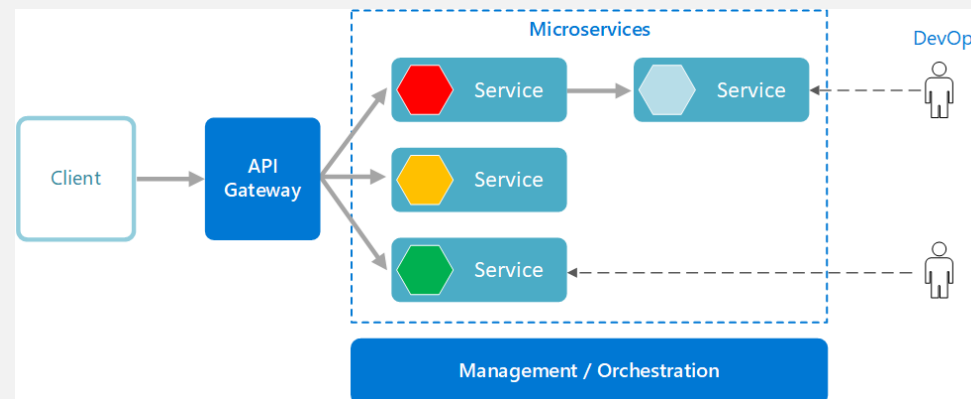 Microservices
DevOp
Service
Service
Client
API
Gateway
Service
Service
Management / Orchestration